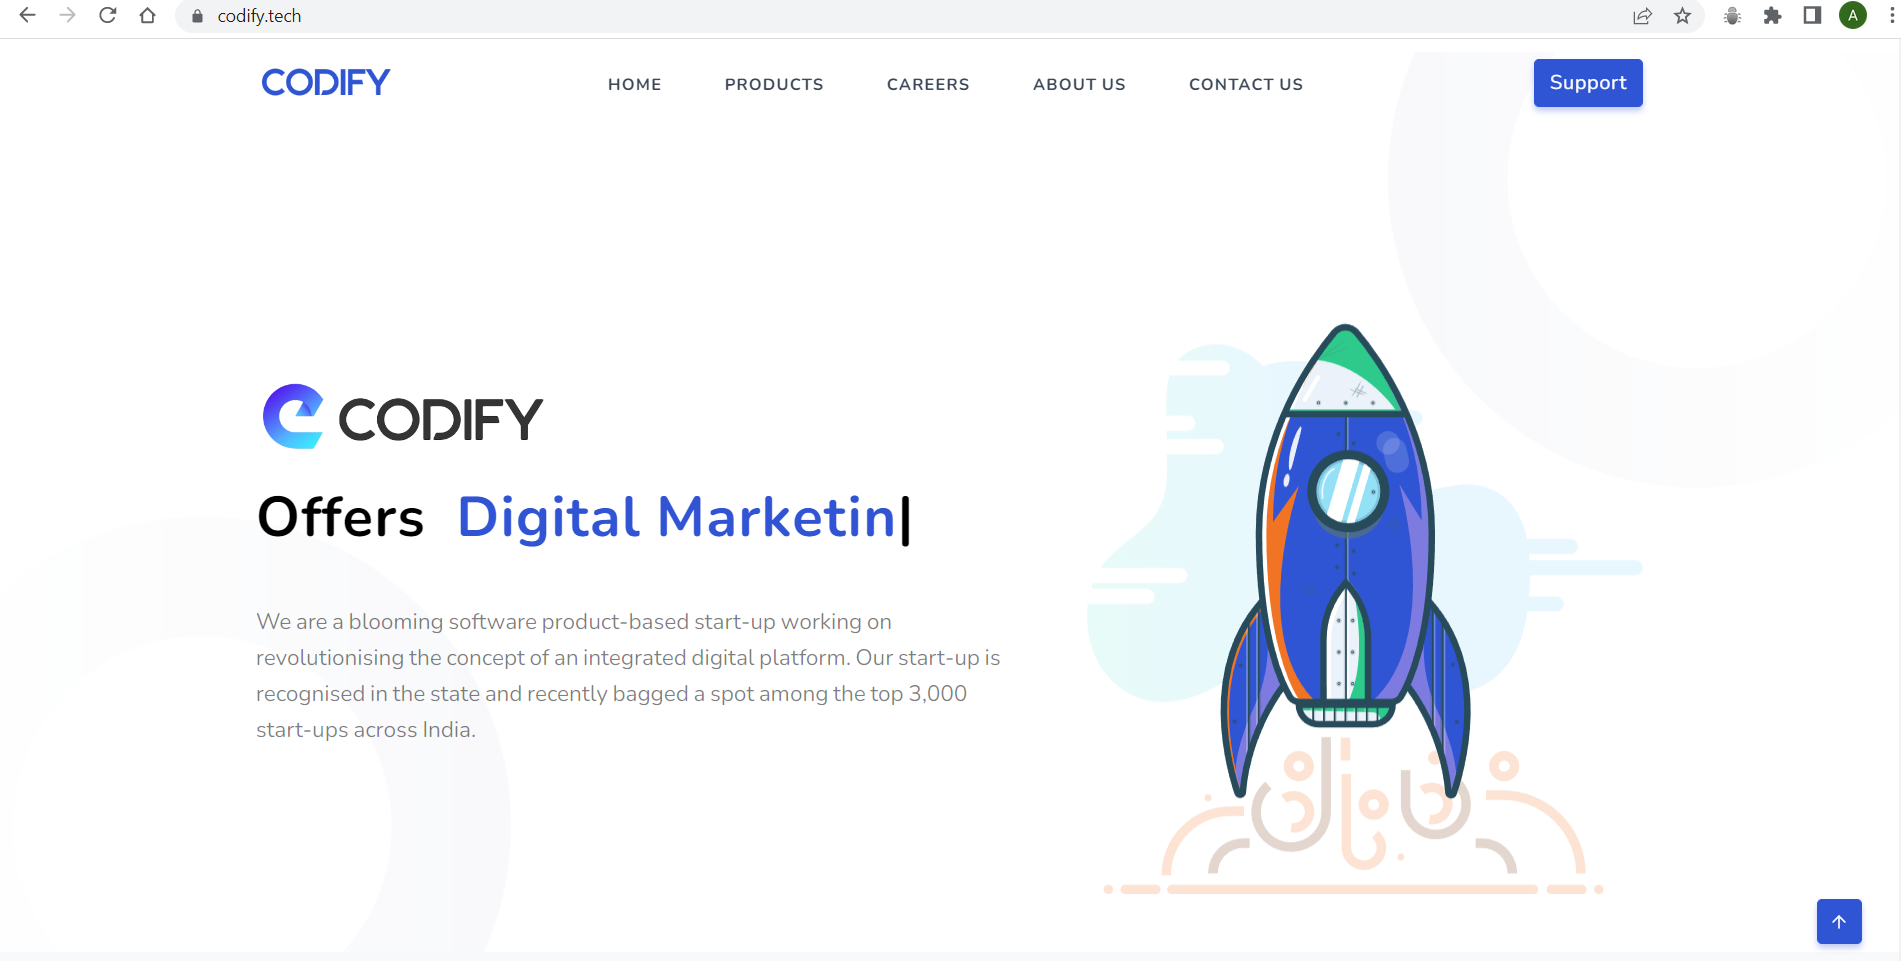 codify.tech
A
CODIFY
HOME
PRODUCTS
CAREERS
ABOUT US
CONTACT US
Support
CODIFY
Offers Digital Marketin|
We are a blooming software product-based start-up working on
revolutionising the concept of an integrated digital platform. Our start-up is
recognised in the state and recently bagged a spot among the top 3,000
start-ups across India.